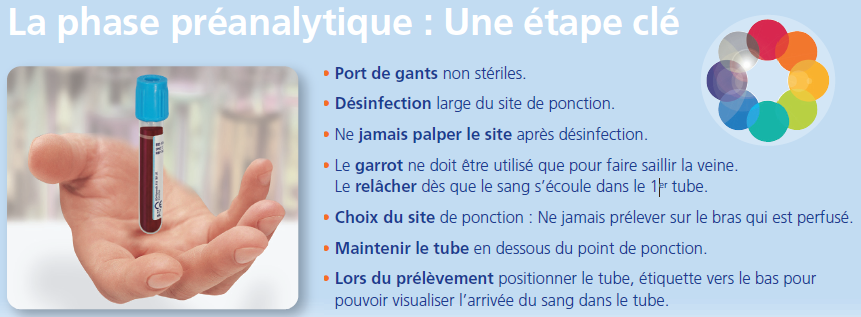 La phase préanalytique : Une étape clé
• Port de gants non stériles.
• Désinfection large du site de ponction.
• Ne jamais palper le site après désinfection.
• Le garrot ne doit être utilisé que pour faire saillir la veine.
Le relâcher dès que le sang s’écoule dans le 1er tube.
• Choix du site de ponction : Ne jamais prélever sur le bras qui est perfusé.
• Maintenir le tube en dessous du point de ponction.
• Lors du prélèvement positionner le tube, étiquette vers le bas pour
pouvoir visualiser l’arrivée du sang dans le tube.